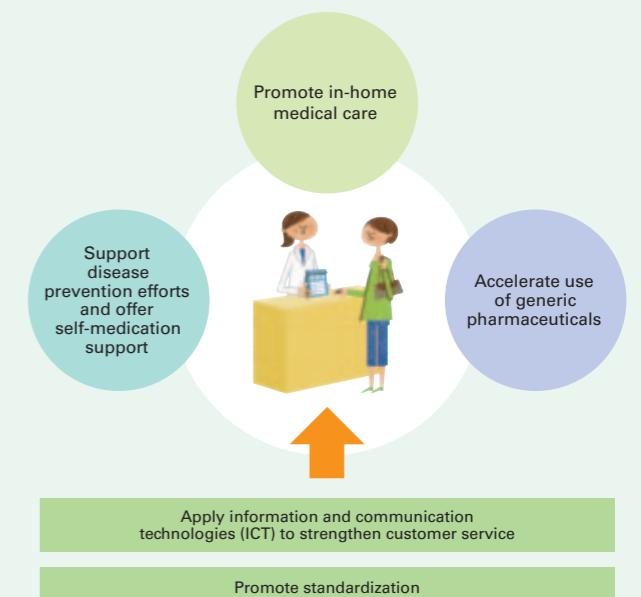 Promote in-home
medical care
Support
disease
prevention efforts
and offer
self-medication
support
Accelerate use
of generic
pharmaceuticals
Apply information and communication
technologies (ICT) to strengthen customer service
Promote standardization